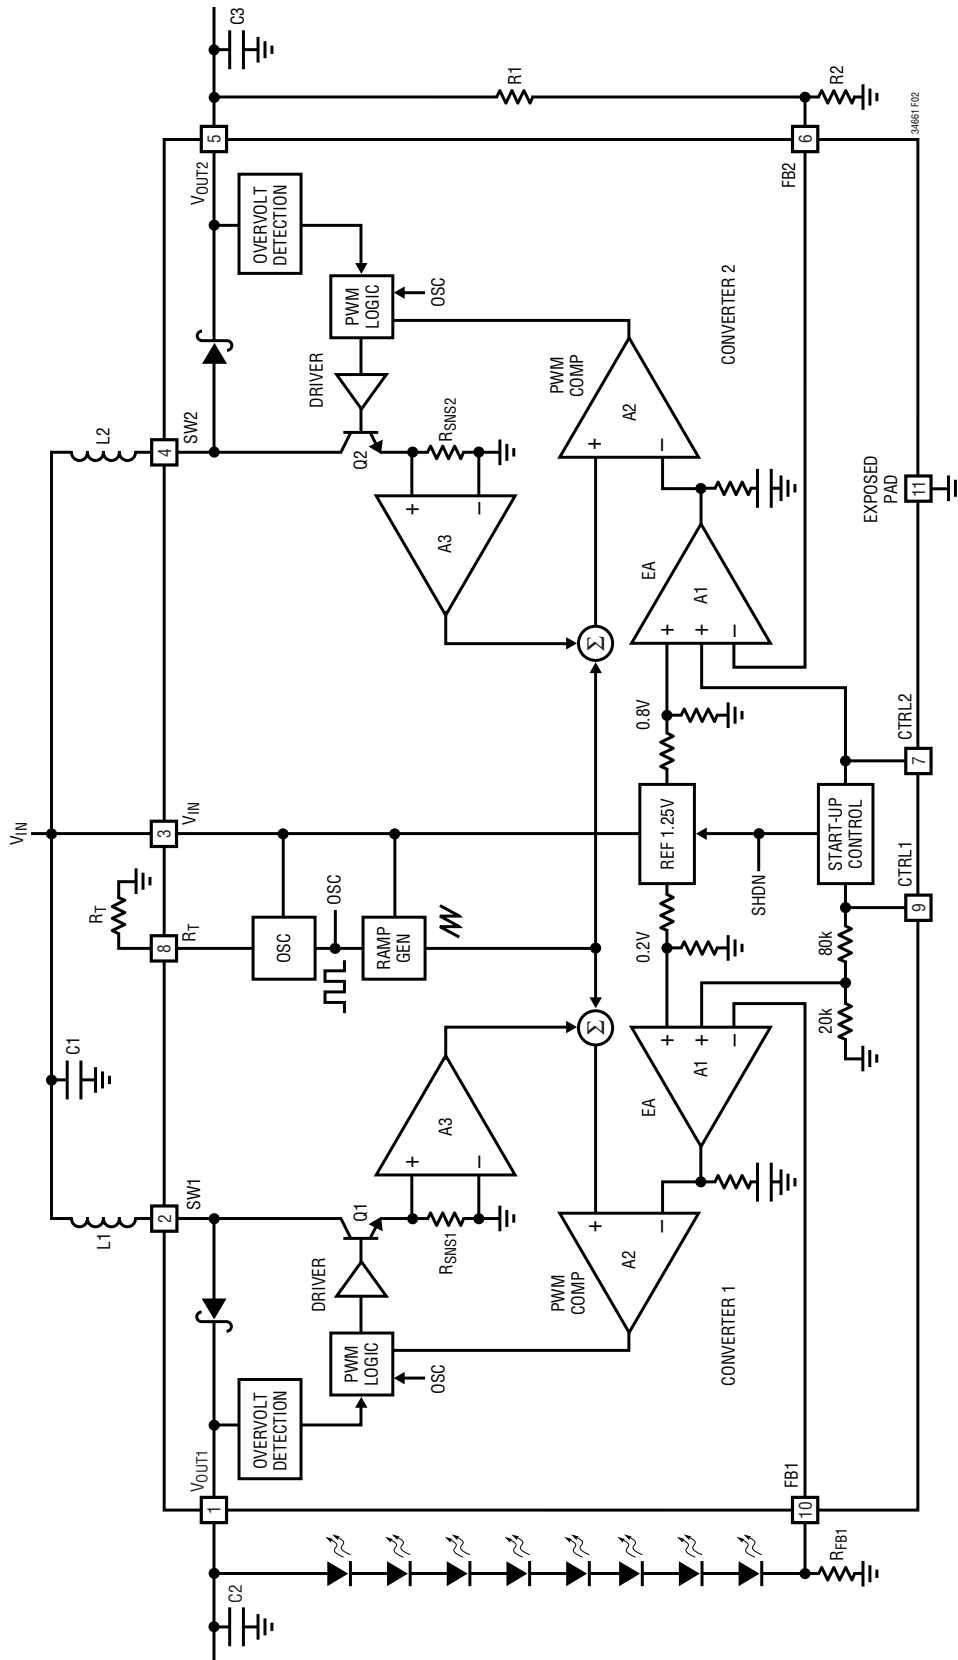 VIN
RT
C1
L1
L2
C3
C2
2
SW1
8
RT
3
VIN
4
SW2
1
VOUT1
5
VOUT2
OVERVOLT
DETECTION
OVERVOLT
DETECTION
PWM
LOGIC
OSC
DRIVER
Q1
RSNS1
+
–
A3
OSC
OSC
RAMP
GEN
A3
+
–
Q2
RSNS2
DRIVER
PWM
LOGIC
OSC
R1
PWM
COMP
A2
+
–
Σ
Σ
+
–
A2
PWM
COMP
CONVERTER 1
EA
A1
+
+
–
0.2V
REF 1.25V
0.8V
+
+
–
A1
EA
CONVERTER 2
SHDN
10
FB1
RFB1
20k
80k
START-UP
CONTROL
6
FB2
R2
9
CTRL1
7
CTRL2
11
EXPOSED
PAD
34661 F02